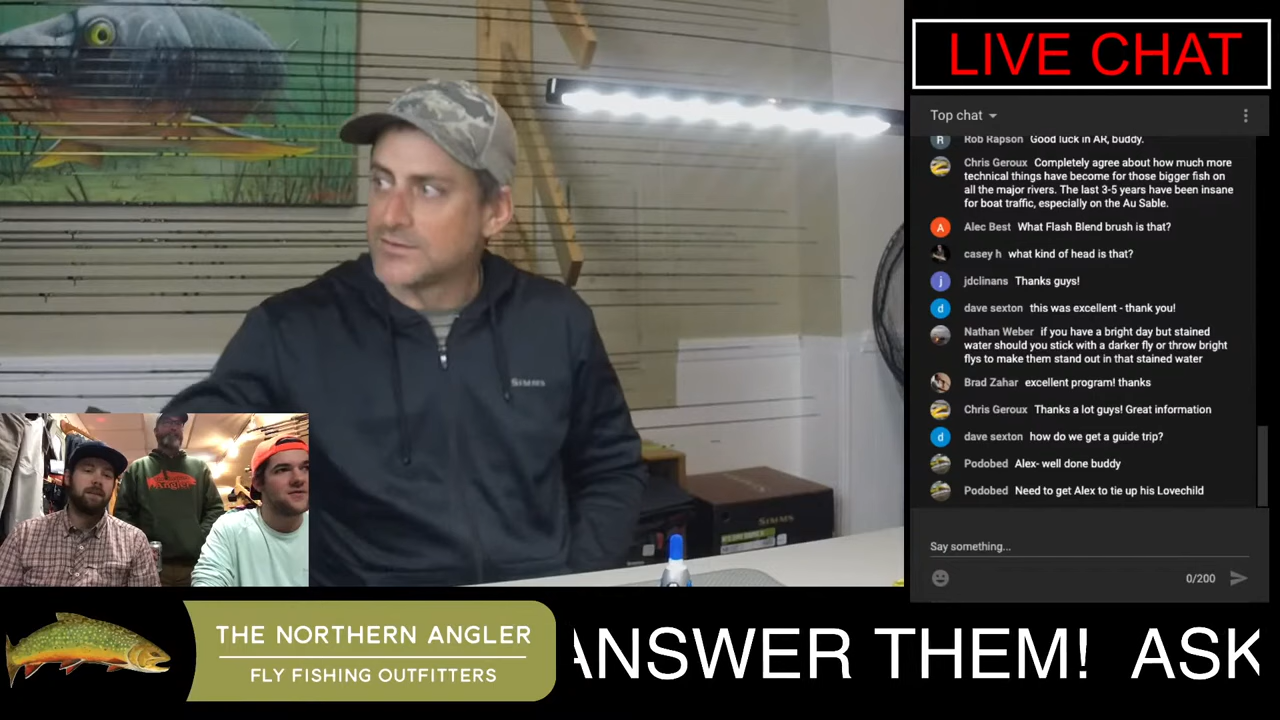 LIVE CHAT
Top chat
R Rob Rapson Good luck in AR, buddy.
Chris Geroux Completely agree about how much more
technical things have become for those bigger fish on
all the major rivers. The last 3-5 years have been insane
for boat traffic, especially on the Au Sable.
A Alec Best What Flash Blend brush is that?
casey h what kind of head is that?
j jdclinans Thanks guys!
d dave sexton this was excellent - thank you!
Nathan Weber if you have a bright day but stained
water should you stick with a darker fly or throw bright
flys to make them stand out in that stained water
Brad Zahar excellent program! thanks
Chris Geroux Thanks a lot guys! Great information
d dave sexton how do we get a guide trip?
Podobed Alex- well done buddy
Podobed Need to get Alex to tie up his Lovechild
Say something...
0/200
SIMMS
SIMMS
Angler
THE NORTHERN ANGLER
FLY FISHING OUTFITTERS
ANSWER THEM! ASK